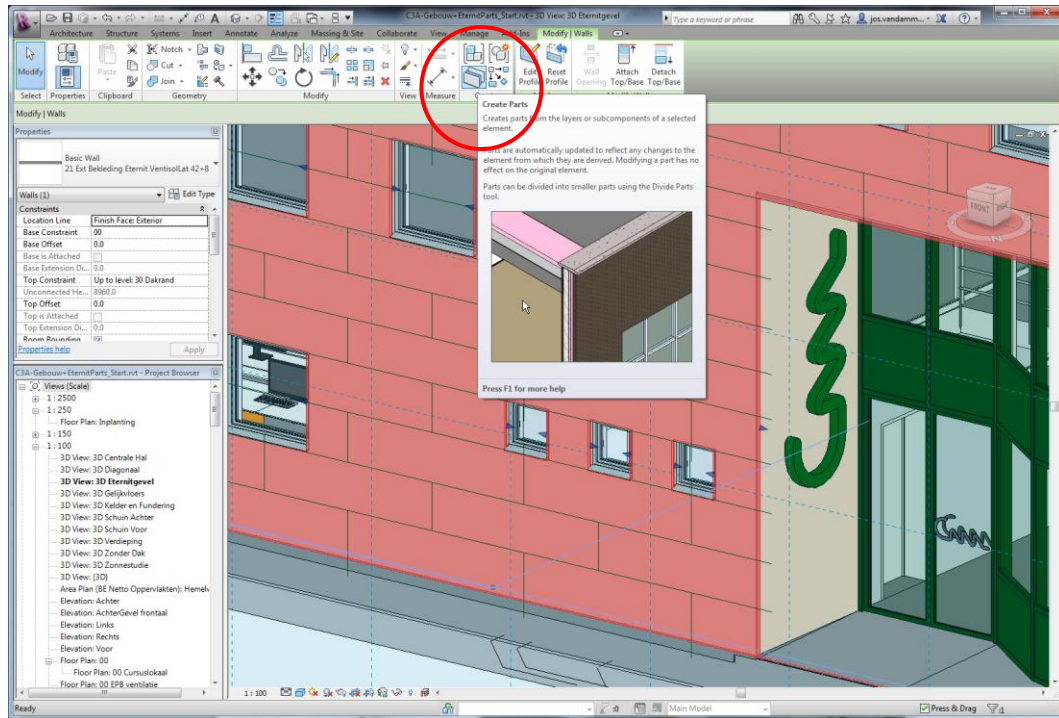 C3A-Gebouw+EternitParts_Start.rvt - 3D View: 3D Eternitgevel
Type a keyword or phrase
jos.vandamm...
Architecture Structure Systems Insert Annotate Analyze Massing & Site Collaborate View Manage Add-Ins Modify | Walls
Modify
Paste
Notch
Cut
Join
Edit Profile
Reset Profile
Wall Opening
Attach Top/Base
Detach Top/Base
Select Properties Clipboard Geometry Modify View Measure
Modify | Walls
Create Parts
Creates parts from the layers or subcomponents of a selected
element.
Parts are automatically updated to reflect any changes to the
element from which they are derived. Modifying a part has no
effect on the original element.
Parts can be divided into smaller parts using the Divide Parts
tool.
Press F1 for more help
Properties
Basic Wall
21 Ext Bekleding Eternit VentisolLat 42+8
Walls (1)
Edit Type
Constraints
Location Line Finish Face: Exterior
Base Constraint 00
Base Offset 0.0
Base is Attached
Base Extension Di... 0.0
Top Constraint Up to level: 30 Dakrand
Unconnected He... 8960.0
Top Offset 0.0
Top is Attached
Top Extension Di... 0.0
Room Bounding
Properties help
Apply
C3A-Gebouw+EternitParts_Start.rvt - Project Browser
Views (Scale)
1 : 2500
1 : 250
Floor Plan: Inplanting
1 : 150
1 : 100
3D View: 3D Centrale Hal
3D View: 3D Diagonaal
3D View: 3D Eternitgevel
3D View: 3D Gelijkvloers
3D View: 3D Kelder en Fundering
3D View: 3D Schuin Achter
3D View: 3D Schuin Voor
3D View: 3D Verdieping
3D View: 3D Zonder Dak
3D View: 3D Zonnestudie
3D View: {3D}
Area Plan (BE Netto Oppervlakten): Hemelv
Elevation: Achter
Elevation: AchterGevel frontaal
Elevation: Links
Elevation: Rechts
Elevation: Voor
Floor Plan: 00
Floor Plan: 00 Cursuslokaal
Floor Plan: 00 EPB ventilatie
FRONT
1 : 100
Ready
:0
Main Model
Press & Drag
:1